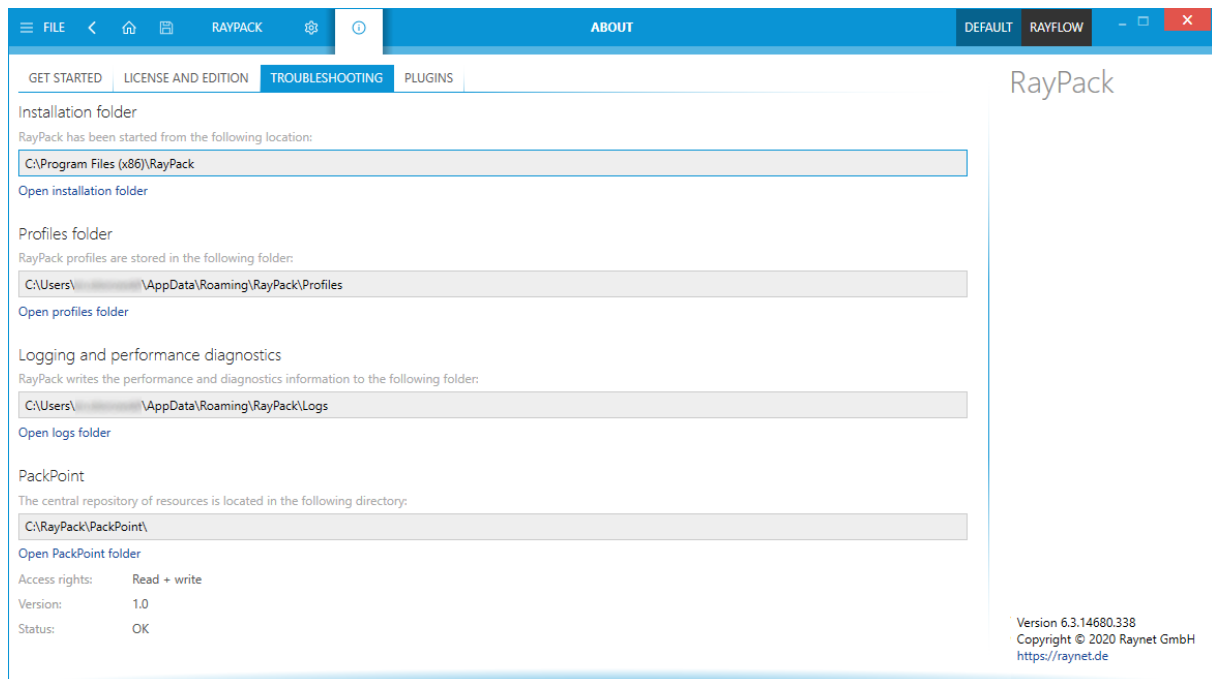 FILE RAYPACK ABOUT DEFAULT RAYFLOW
GET STARTED LICENSE AND EDITION TROUBLESHOOTING PLUGINS
RayPack
Installation folder
RayPack has been started from the following location:
C:\Program Files (x86)\RayPack
Open installation folder
Profiles folder
RayPack profiles are stored in the following folder:
C:\Users\ \AppData\Roaming\RayPack\Profiles
Open profiles folder
Logging and performance diagnostics
RayPack writes the performance and diagnostics information to the following folder:
C:\Users\ \AppData\Roaming\RayPack\Logs
Open logs folder
PackPoint
The central repository of resources is located in the following directory:
C:\RayPack\PackPoint\
Open PackPoint folder
Access rights: Read + write
Version: 1.0
Status: OK
Version 6.3.14680.338
Copyright © 2020 Raynet GmbH
https://raynet.de